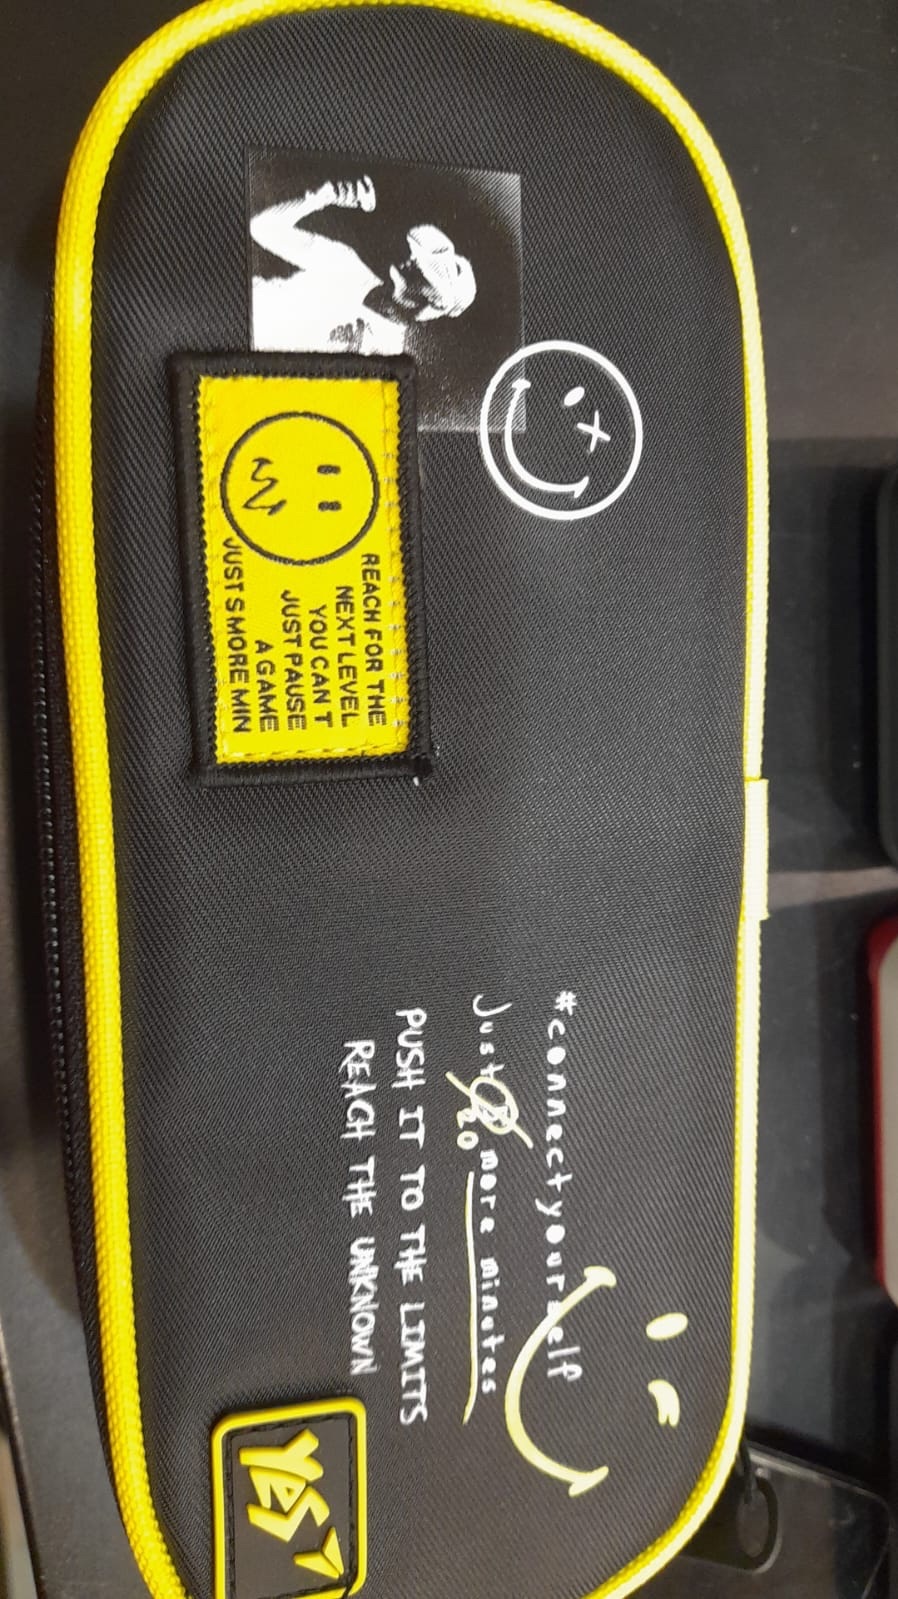 REACH FOR THE
NEXT LEVEL
YOU CAN T
JUST PAUSE
A GAME
JUST 5 MORE MIN
#connectyourself
Just 20 more minutes
PUSH IT TO THE LIMITS
REACH THE UNKNOWN
YES